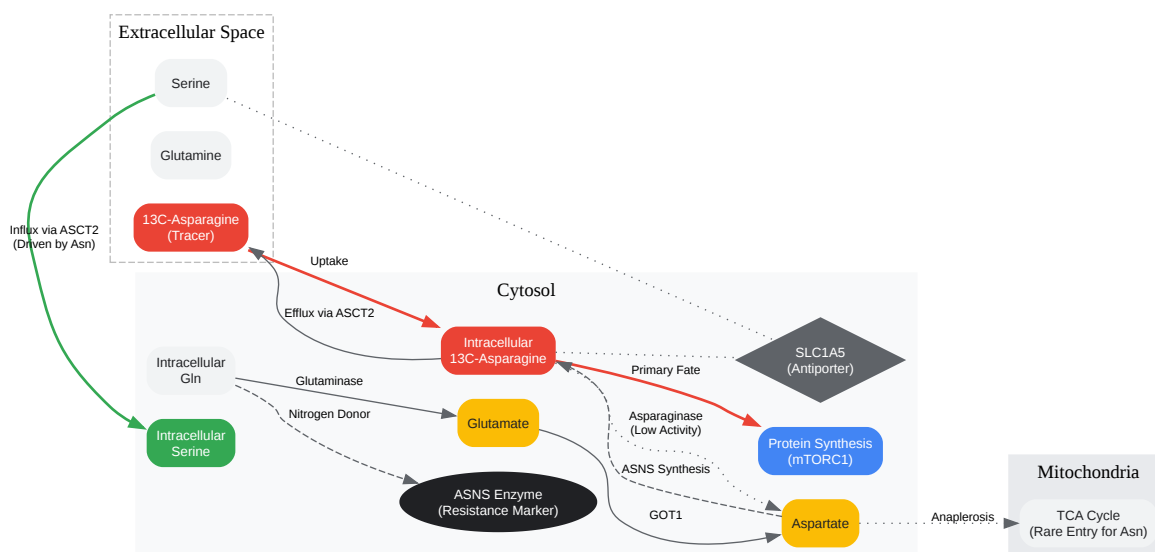 Extracellular Space
Serine
Glutamine
13C-Asparagine
(Tracer)
Influx via ASCT2
(Driven by Asn)
Uptake
Efflux via ASCT2
Cytosol
Intracellular
13C-Asparagine
SLC1A5
(Antiporter)
Intracellular
Gln
Glutaminase
Primary Fate
Nitrogen Donor
Glutamate
Asparaginase
(Low Activity)
Intracellular
Serine
Protein Synthesis
(mTORC1)
ASNS Synthesis
ASNS Enzyme
(Resistance Marker)
GOT1
Aspartate
Anaplerosis
Mitochondria
TCA Cycle
(Rare Entry for Asn)